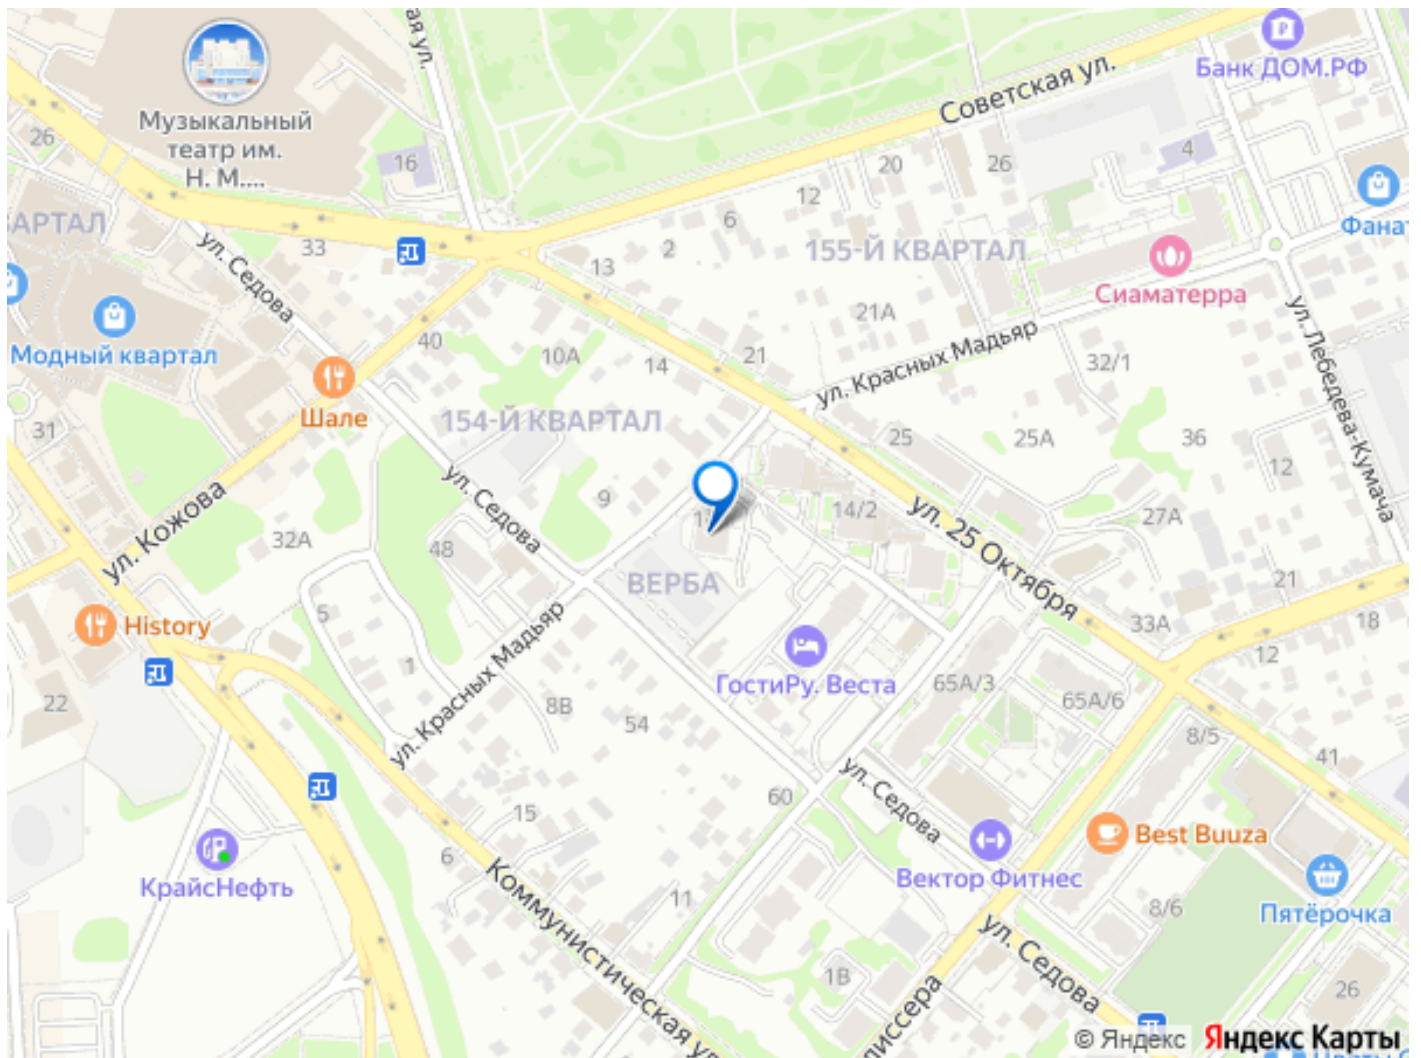 Банк ДОМ.РФ
Советская ул.
ая ул.
Музыкальный
театр им.
Н. М....
26
16
20
26
4
12
6
2
ВАРТАЛ
ул. Седова
33
13
155-Й КВАРТАЛ
Фанат
Сиаматерра
21А
Модный квартал
40
10А
14
21
ул. Красных Мадьяр
32/1
ул. Лебедева-Кумача
Шале
154-Й КВАРТАЛ
31
25
25А
36
12
ул. Кожова
ул. Седова
9
14/2
ул. 25 Октября
27А
32А
48
ВЕРБА
21
5
History
ул. Красных Мадьяр
33А
18
12
1
ГостиРу. Веста
65А/3
65А/6
22
8В
54
8/5
41
ул. Седова
60
15
Best Buuza
6
КрайсНефть
Вектор Фитнес
Коммунистическая у
11
8/6
Пятёрочка
ул. Седова
1В
26
лиссера
© Яндекс Яндекс Карты